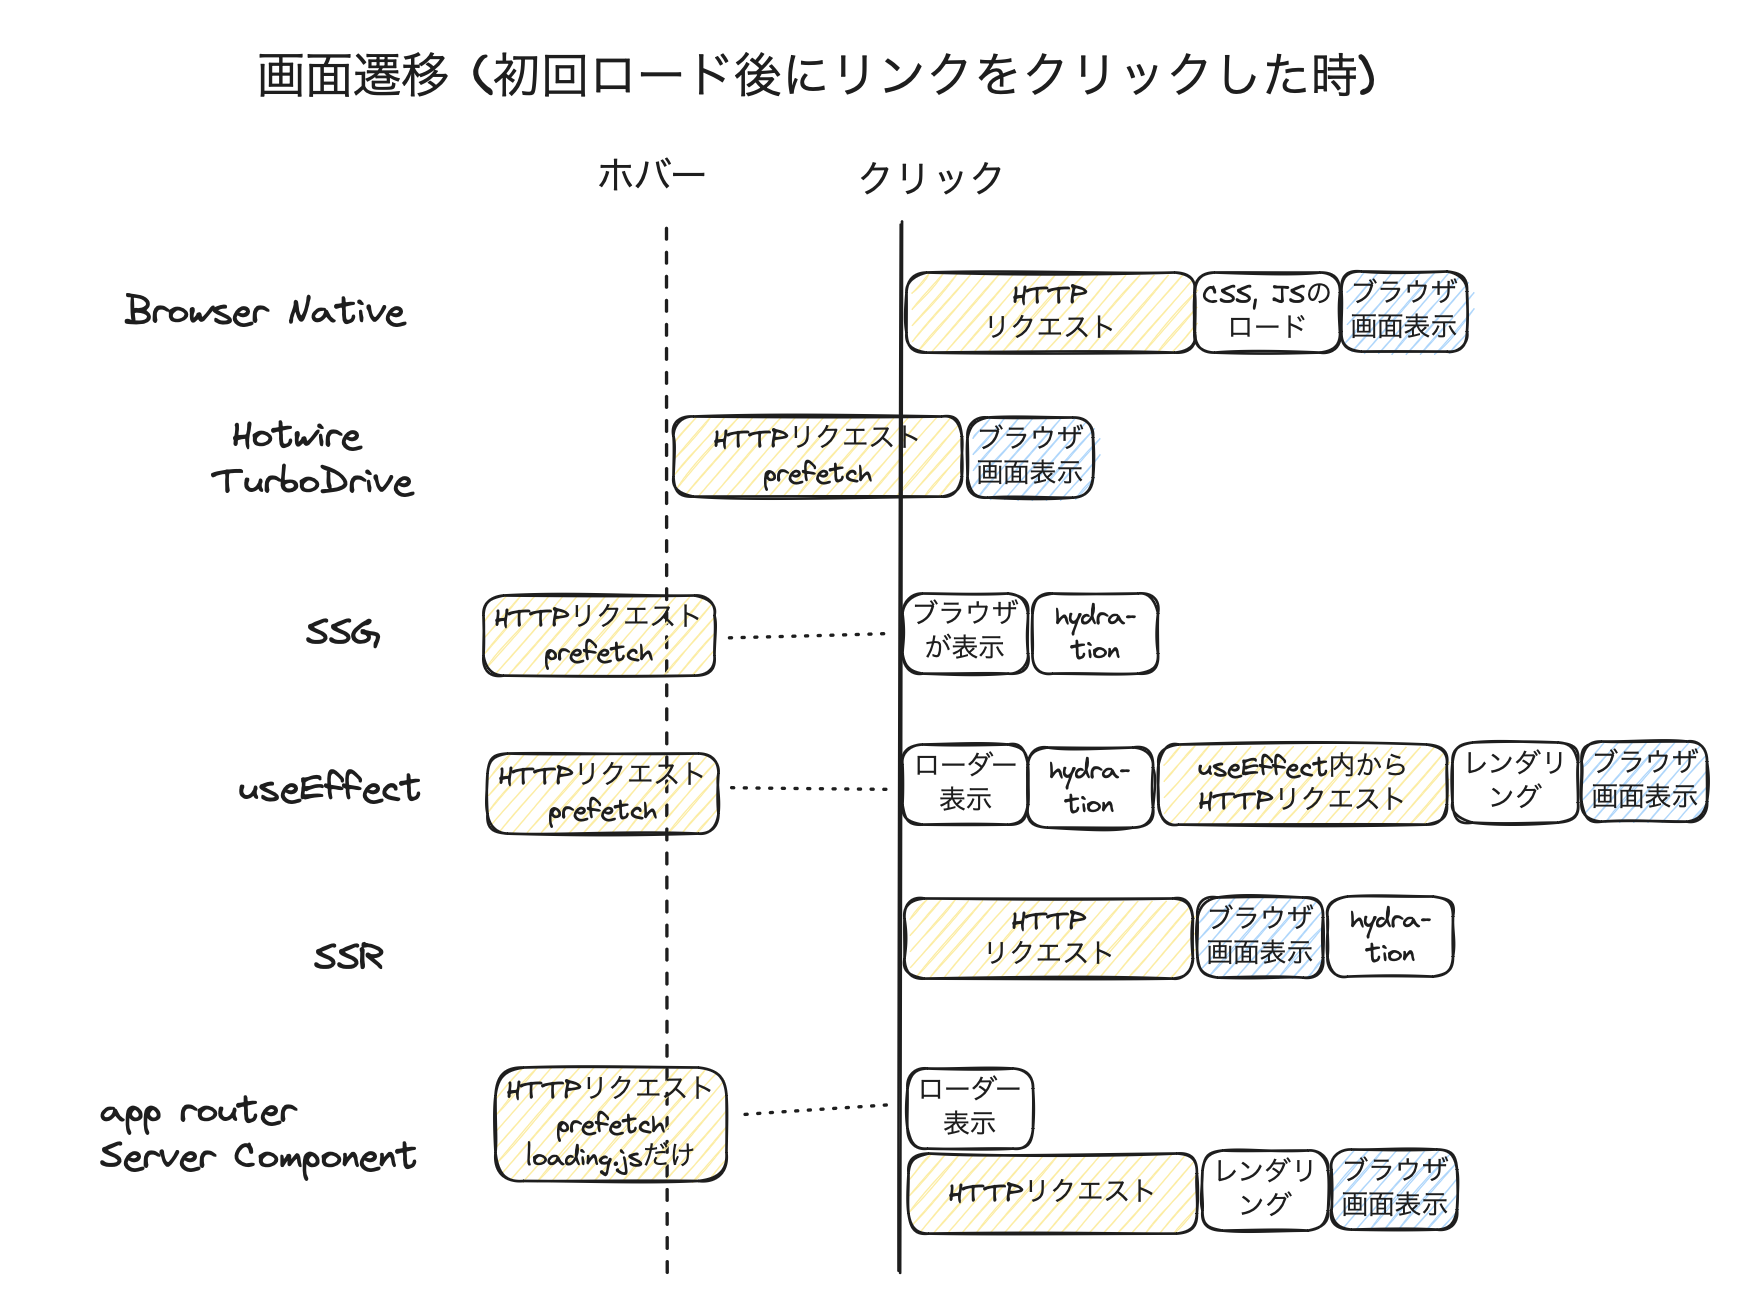 画面遷移 (初回ロード後にリンクをクリックした時)
ホバー
クリック
Browser Native
HTTP
リクエスト
CSS, JSの
ロード
ブラウザ
画面表示
Hotwire
TurboDrive
HTTPリクエスト
prefetch
ブラウザ
画面表示
SSG
HTTPリクエスト
prefetch
ブラウザ
が表示
hydra-
tion
useEffect
HTTPリクエスト
prefetch
ローダー
表示
hydra-
tion
useEffect内から
HTTPリクエスト
レンダリ
ング
ブラウザ
画面表示
SSR
HTTP
リクエスト
ブラウザ
画面表示
hydra-
tion
app router
Server Component
HTTPリクエスト
prefetch
loading.jsだけ
ローダー
表示
HTTPリクエスト
レンダリ
ング
ブラウザ
画面表示